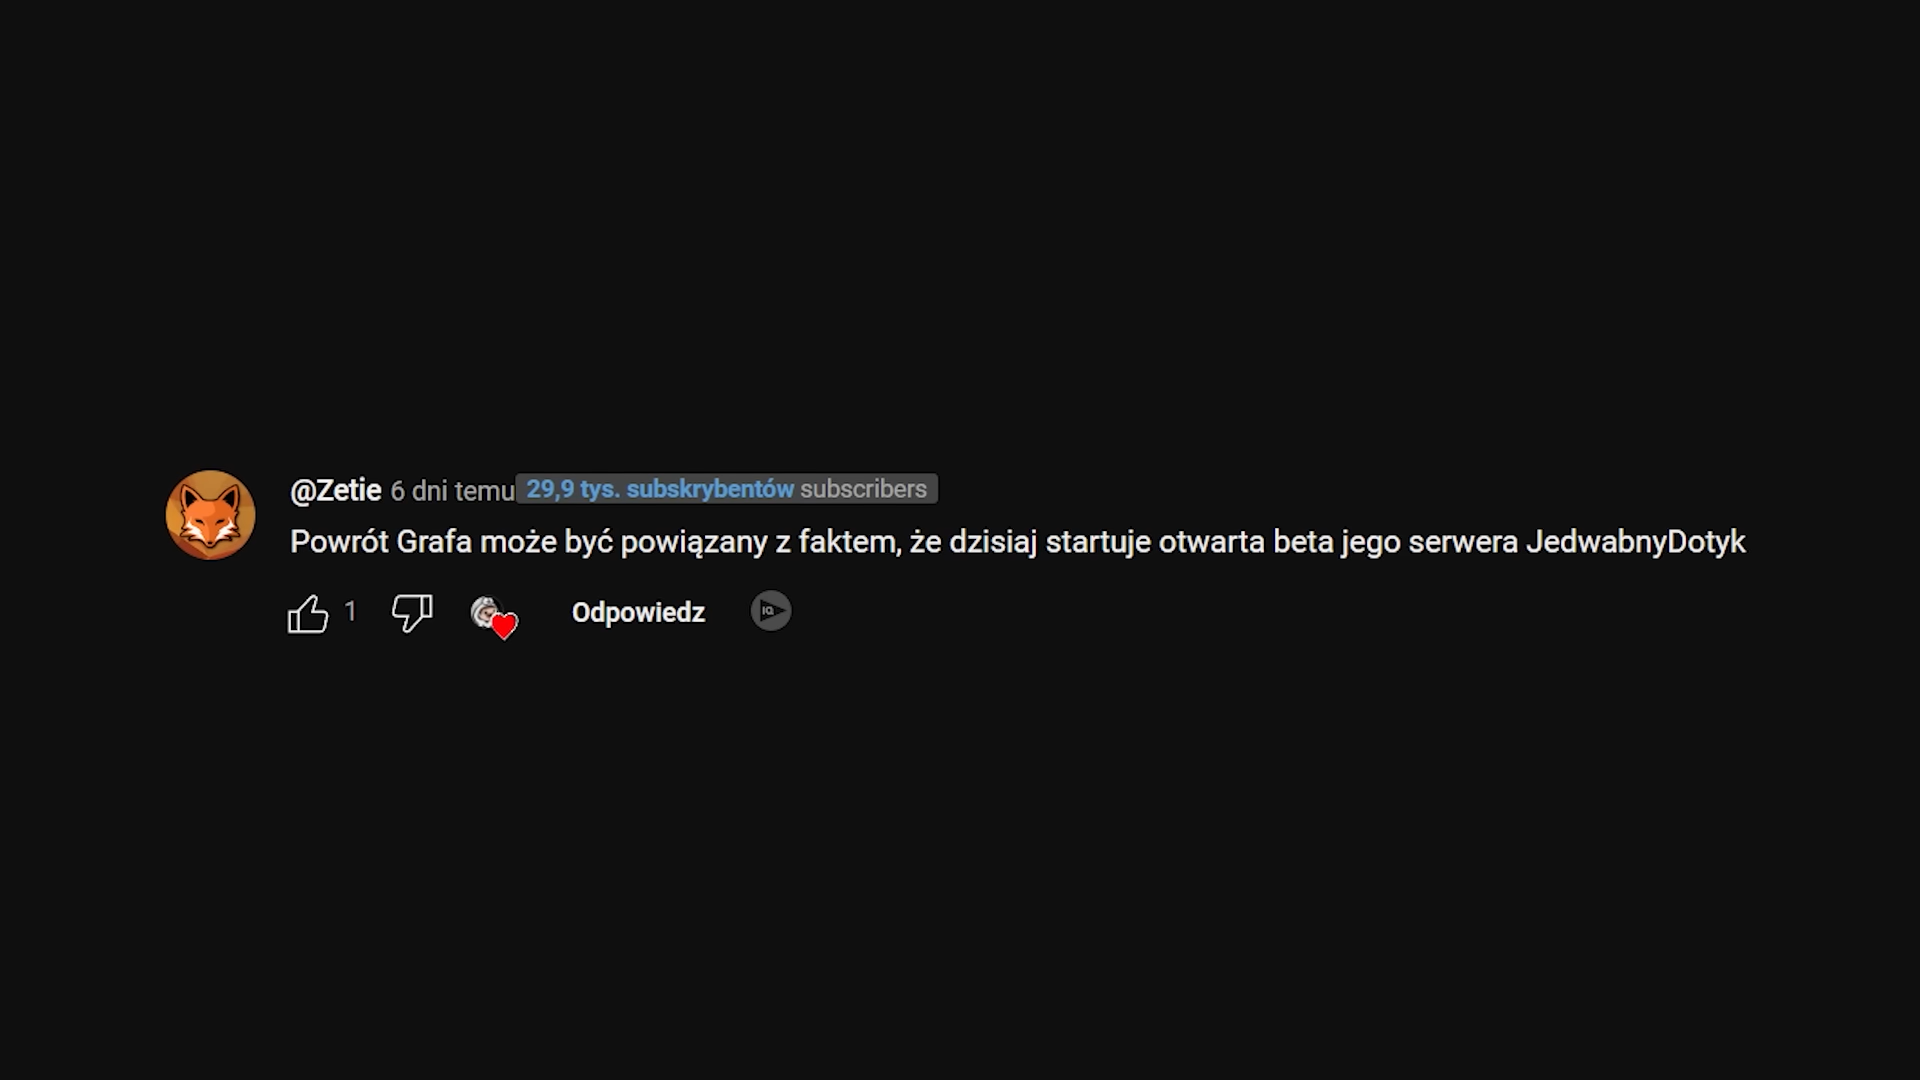 @Zetie 6 dni temu 29,9 tys. subskrybentów subscribers
Powrót Grafa może być powiązany z faktem, że dzisiaj startuje otwarta beta jego serwera JedwabnyDotyk
1 Odpowiedz IQ